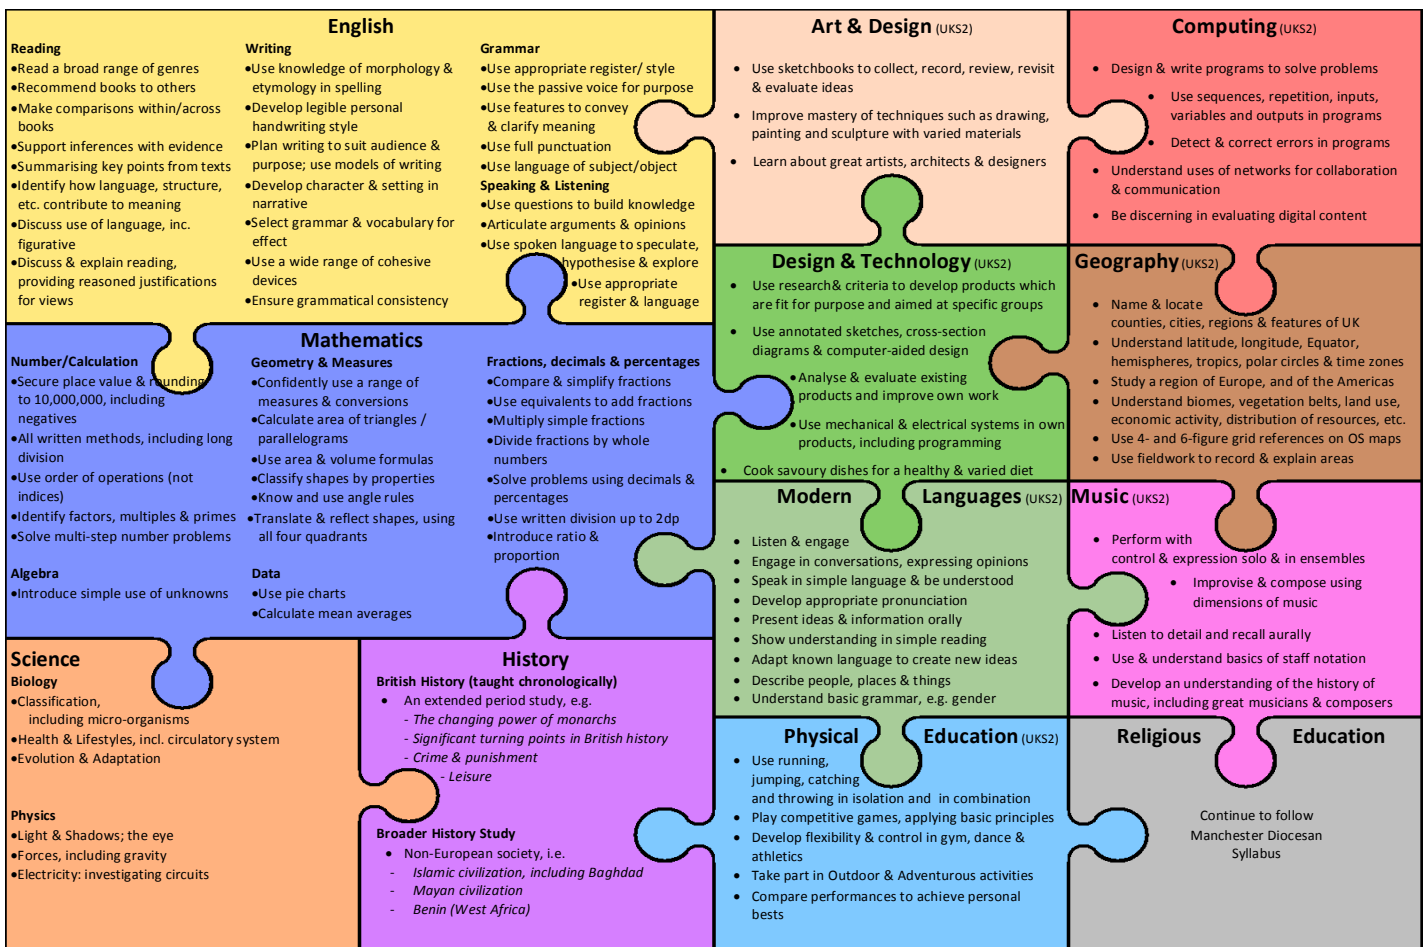 English
Reading
•Read a broad range of genres
•Recommend books to others
•Make comparisons within/across
books
•Support inferences with evidence
•Summarising key points from texts
•Identify how language, structure,
etc. contribute to meaning
•Discuss use of language, inc.
figurative
•Discuss & explain reading,
providing reasoned justifications
for views
Writing
•Use knowledge of morphology &
etymology in spelling
•Develop legible personal
handwriting style
•Plan writing to suit audience &
purpose; use models of writing
•Develop character & setting in
narrative
•Select grammar & vocabulary for
effect
•Use a wide range of cohesive
devices
•Ensure grammatical consistency
Grammar
•Use appropriate register/ style
•Use the passive voice for purpose
•Use features to convey
& clarify meaning
•Use full punctuation
•Use language of subject/object
Speaking & Listening
•Use questions to build knowledge
•Articulate arguments & opinions
•Use spoken language to speculate,
hypothesise & explore
•Use appropriate
register & language
Art & Design (UKS2)
• Use sketchbooks to collect, record, review, revisit
& evaluate ideas
• Improve mastery of techniques such as drawing,
painting and sculpture with varied materials
• Learn about great artists, architects & designers
Computing (UKS2)
• Design & write programs to solve problems
• Use sequences, repetition, inputs,
variables and outputs in programs
• Detect & correct errors in programs
• Understand uses of networks for collaboration
& communication
• Be discerning in evaluating digital content
Mathematics
Number/Calculation
•Secure place value & rounding
to 10,000,000, including
negatives
•All written methods, including long
division
•Use order of operations (not
indices)
•Identify factors, multiples & primes
•Solve multi-step number problems
Algebra
•Introduce simple use of unknowns
Geometry & Measures
•Confidently use a range of
measures & conversions
•Calculate area of triangles /
parallelograms
•Use area & volume formulas
•Classify shapes by properties
•Know and use angle rules
•Translate & reflect shapes, using
all four quadrants
Data
•Use pie charts
•Calculate mean averages
Fractions, decimals & percentages
•Compare & simplify fractions
•Use equivalents to add fractions
•Multiply simple fractions
•Divide fractions by whole
numbers
•Solve problems using decimals &
percentages
•Use written division up to 2dp
•Introduce ratio &
proportion
Design & Technology (UKS2)
• Use research& criteria to develop products which
are fit for purpose and aimed at specific groups
• Use annotated sketches, cross-section
diagrams & computer-aided design
•Analyse & evaluate existing
products and improve own work
•Use mechanical & electrical systems in own
products, including programming
• Cook savoury dishes for a healthy & varied diet
Geography (UKS2)
• Name & locate
counties, cities, regions & features of UK
• Understand latitude, longitude, Equator,
hemispheres, tropics, polar circles & time zones
• Study a region of Europe, and of the Americas
• Understand biomes, vegetation belts, land use,
economic activity, distribution of resources, etc.
• Use 4- and 6-figure grid references on OS maps
• Use fieldwork to record & explain areas
Modern Languages (UKS2)
• Listen & engage
• Engage in conversations, expressing opinions
• Speak in simple language & be understood
• Develop appropriate pronunciation
• Present ideas & information orally
• Show understanding in simple reading
• Adapt known language to create new ideas
• Describe people, places & things
• Understand basic grammar, e.g. gender
Music (UKS2)
• Perform with
control & expression solo & in ensembles
• Improvise & compose using
dimensions of music
• Listen to detail and recall aurally
• Use & understand basics of staff notation
• Develop an understanding of the history of
music, including great musicians & composers
Science
Biology
•Classification,
including micro-organisms
•Health & Lifestyles, incl. circulatory system
•Evolution & Adaptation
Physics
•Light & Shadows; the eye
•Forces, including gravity
•Electricity: investigating circuits
History
British History (taught chronologically)
• An extended period study, e.g.
- The changing power of monarchs
- Significant turning points in British history
- Crime & punishment
- Leisure
Broader History Study
• Non-European society, i.e.
- Islamic civilization, including Baghdad
- Mayan civilization
- Benin (West Africa)
Physical Education (UKS2)
• Use running,
jumping, catching
and throwing in isolation and in combination
• Play competitive games, applying basic principles
• Develop flexibility & control in gym, dance &
athletics
• Take part in Outdoor & Adventurous activities
• Compare performances to achieve personal
bests
Religious Education
Continue to follow
Manchester Diocesan
Syllabus